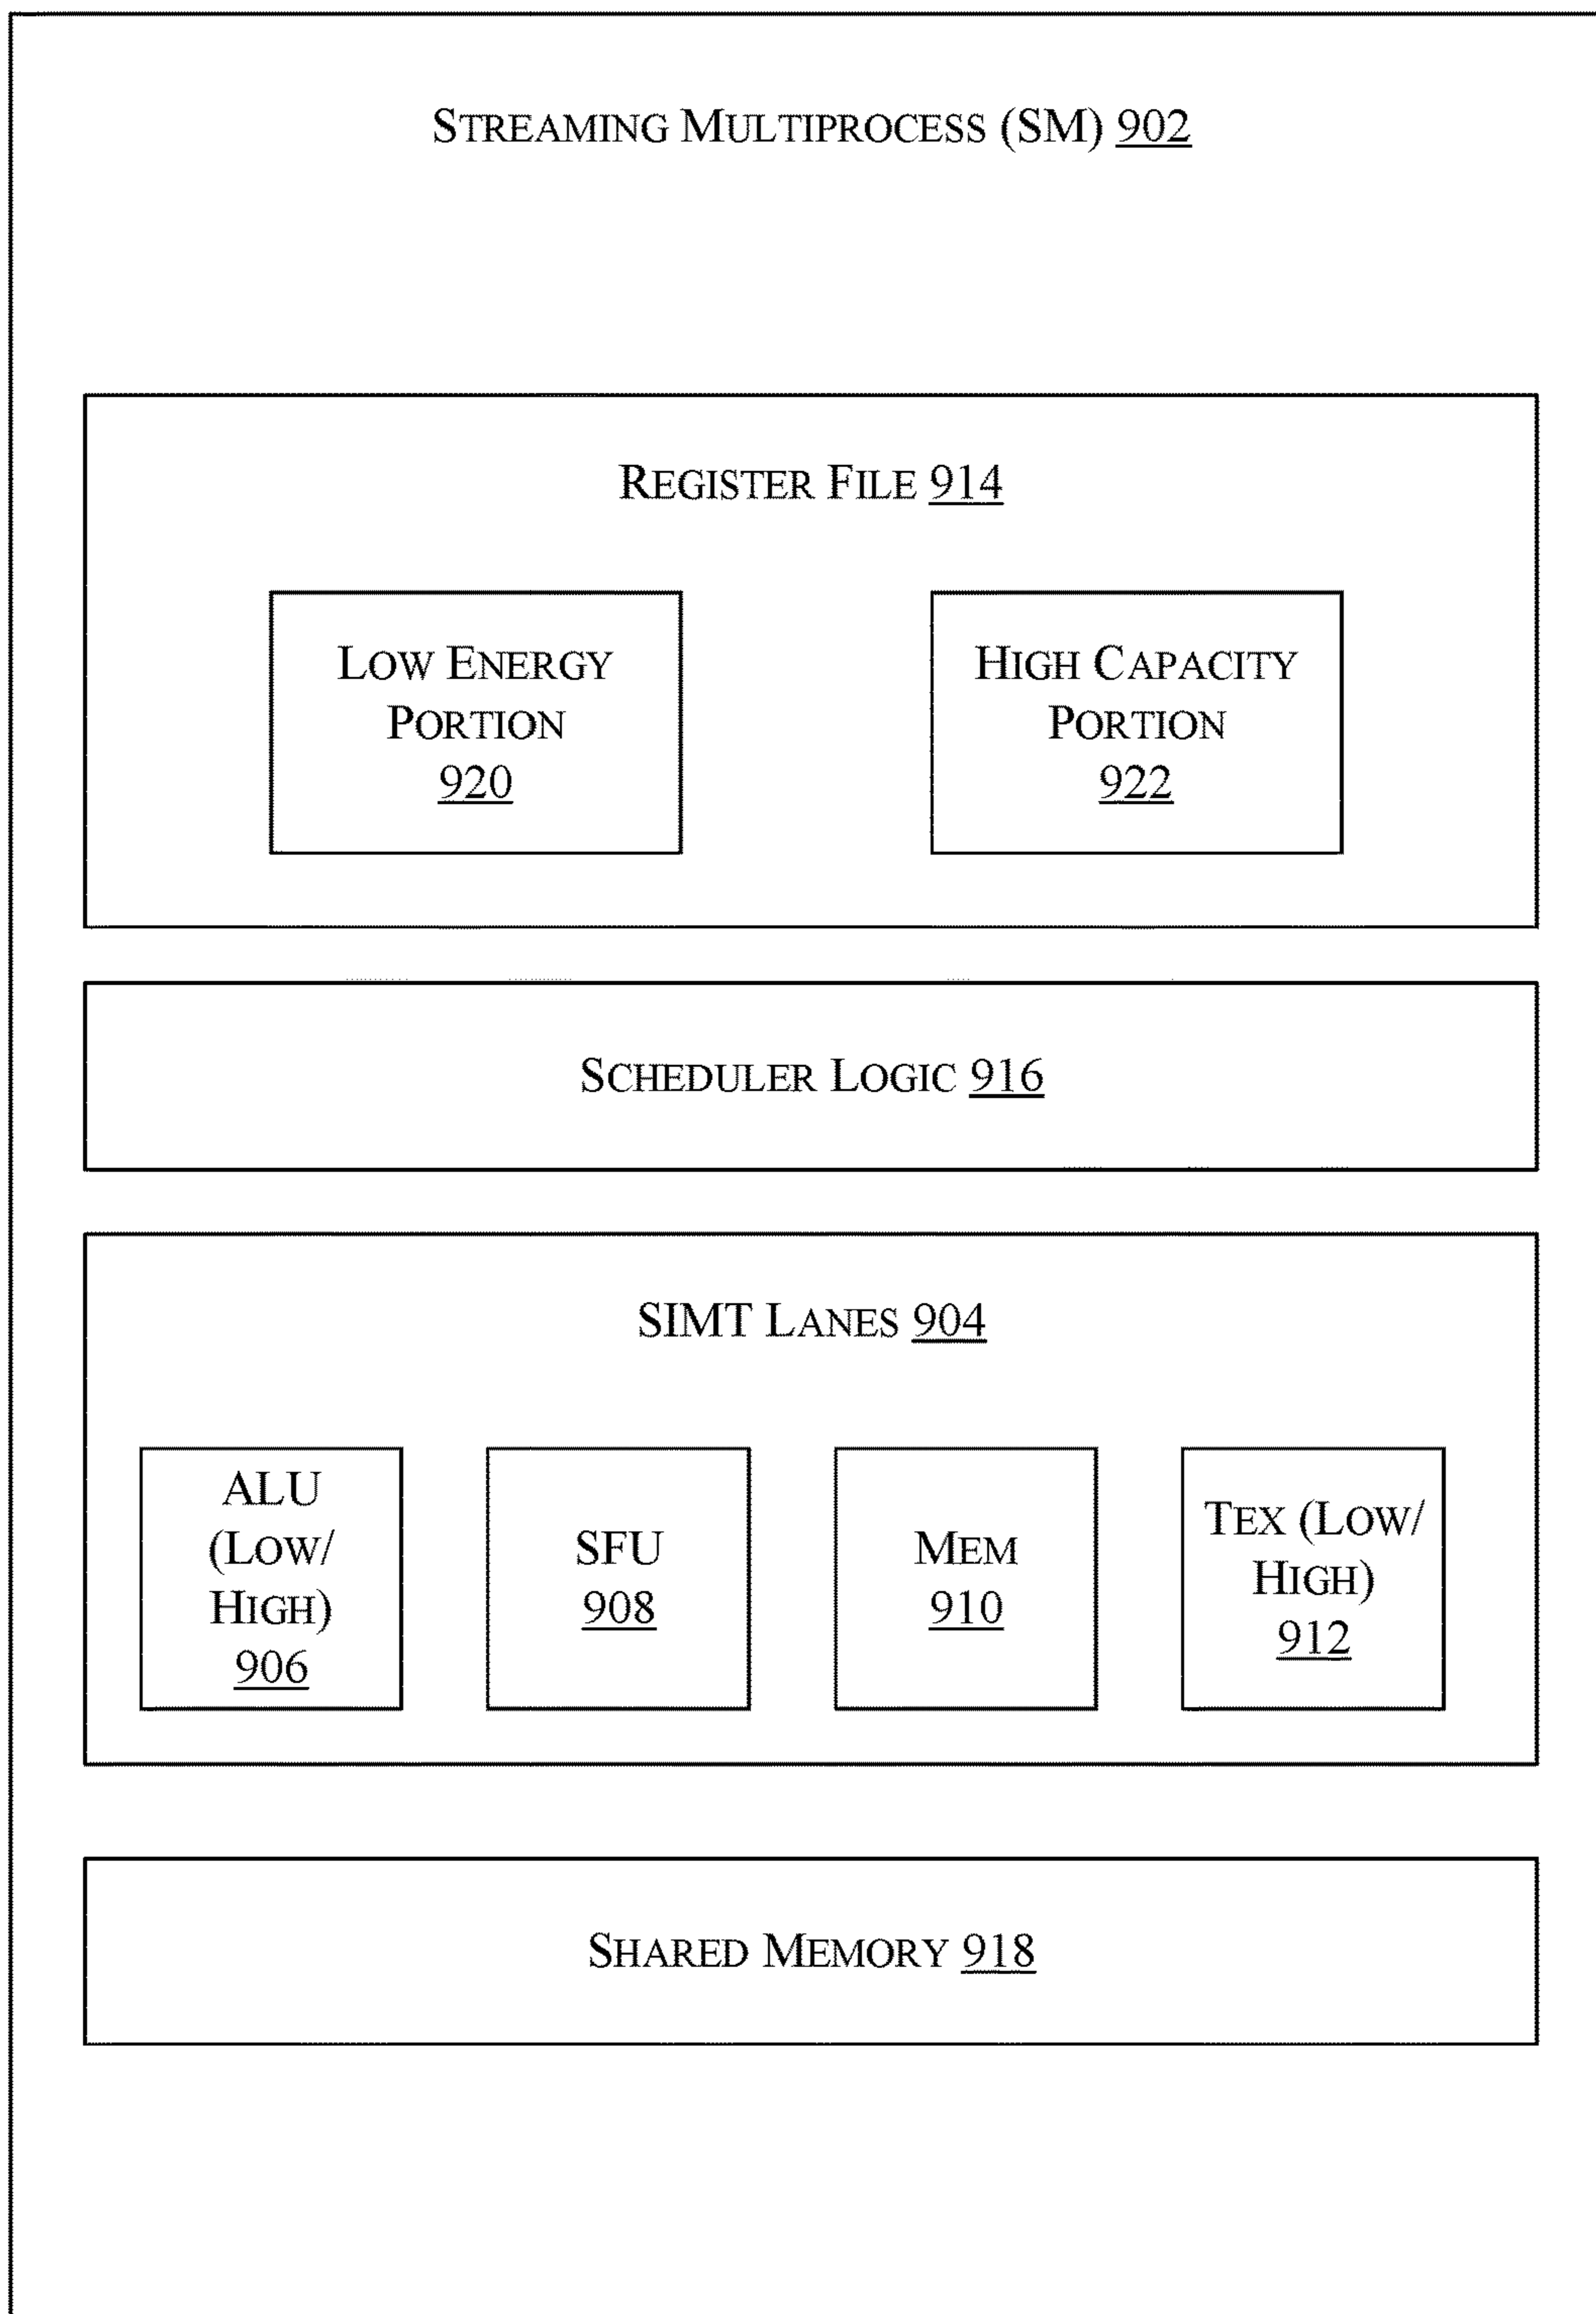 STREAMING MULTIPROCESS (SM) 902
REGISTER FILE 914
LOW ENERGY
PORTION
920
HIGH CAPACITY
PORTION
922
SCHEDULER LOGIC 916
SIMT LANES 904
ALU
(LOW/
HIGH)
906
SFU
908
MEM
910
TEX (LOW/
HIGH)
912
SHARED MEMORY 918